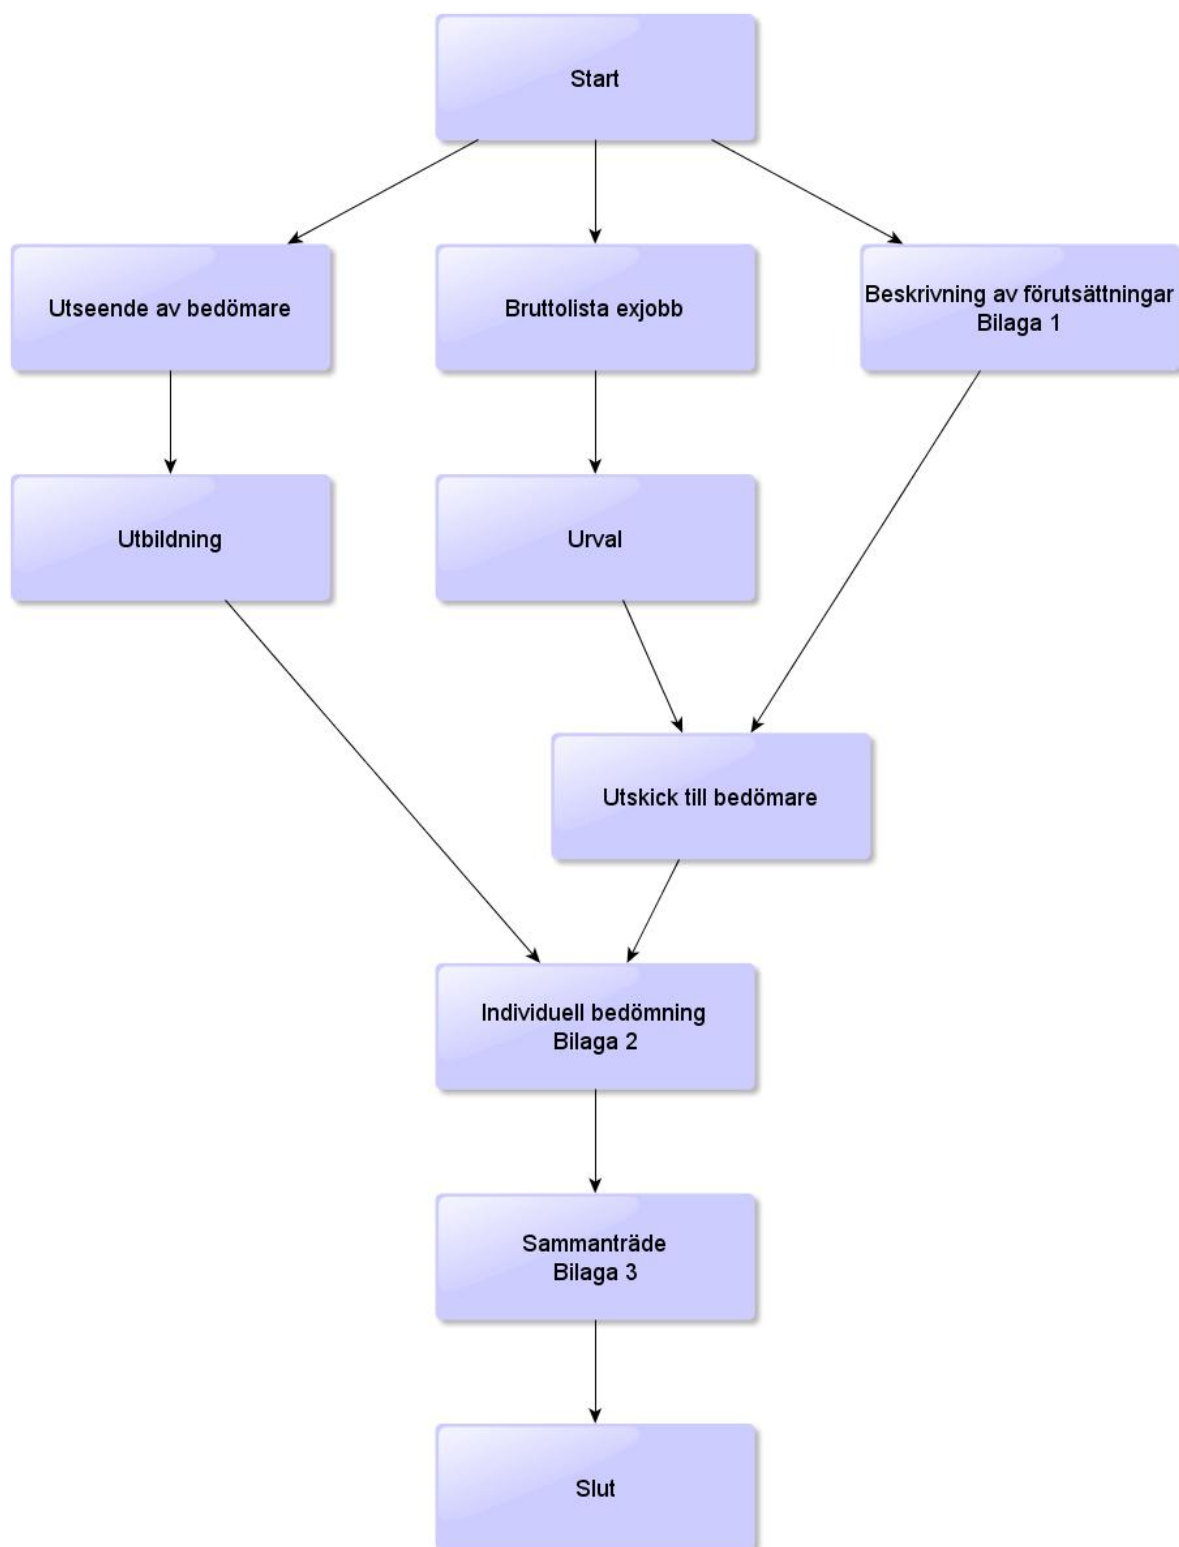 Start
Utseende av bedömare
Bruttolista exjobb
Beskrivning av förutsättningar
Bilaga 1
Utbildning
Urval
Utskick till bedömare
Individuell bedömning
Bilaga 2
Sammanträde
Bilaga 3
Slut